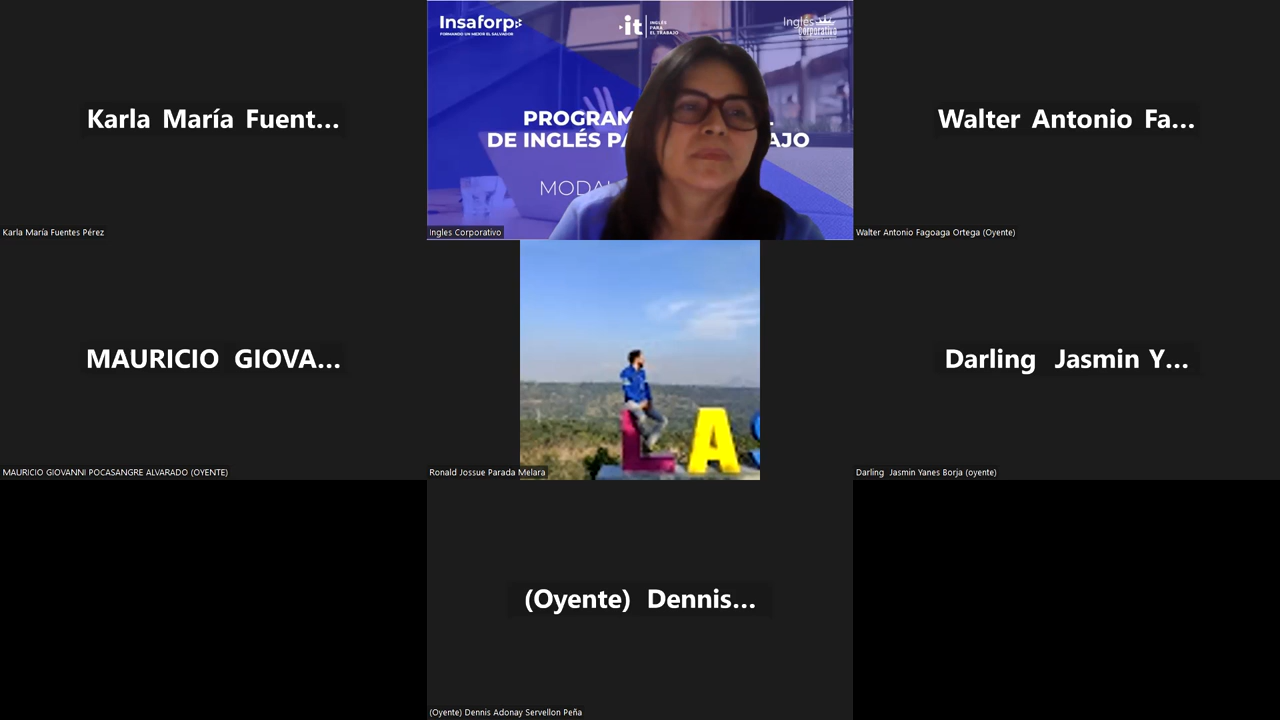 Karla María Fuent...
Karla María Fuentes Pérez
Insaforp
FORMANDO UN MEJOR EL SALVADOR
it
INGLÉS
PARA
EL TRABAJO
Inglés
corporativo
PROGRAM
DE INGLÉS PA AJO
MODAL
Ingles Corporativo
Walter Antonio Fa...
Walter Antonio Fagoaga Ortega (Oyente)
MAURICIO GIOVA...
MAURICIO GIOVANNI POCASANGRE ALVARADO (OYENTE)
A
Ronald Jossue Parada Melara
Darling Jasmin Y...
Darling Jasmin Yanes Borja (oyente)
(Oyente) Dennis...
(Oyente) Dennis Adonay Servellon Peña